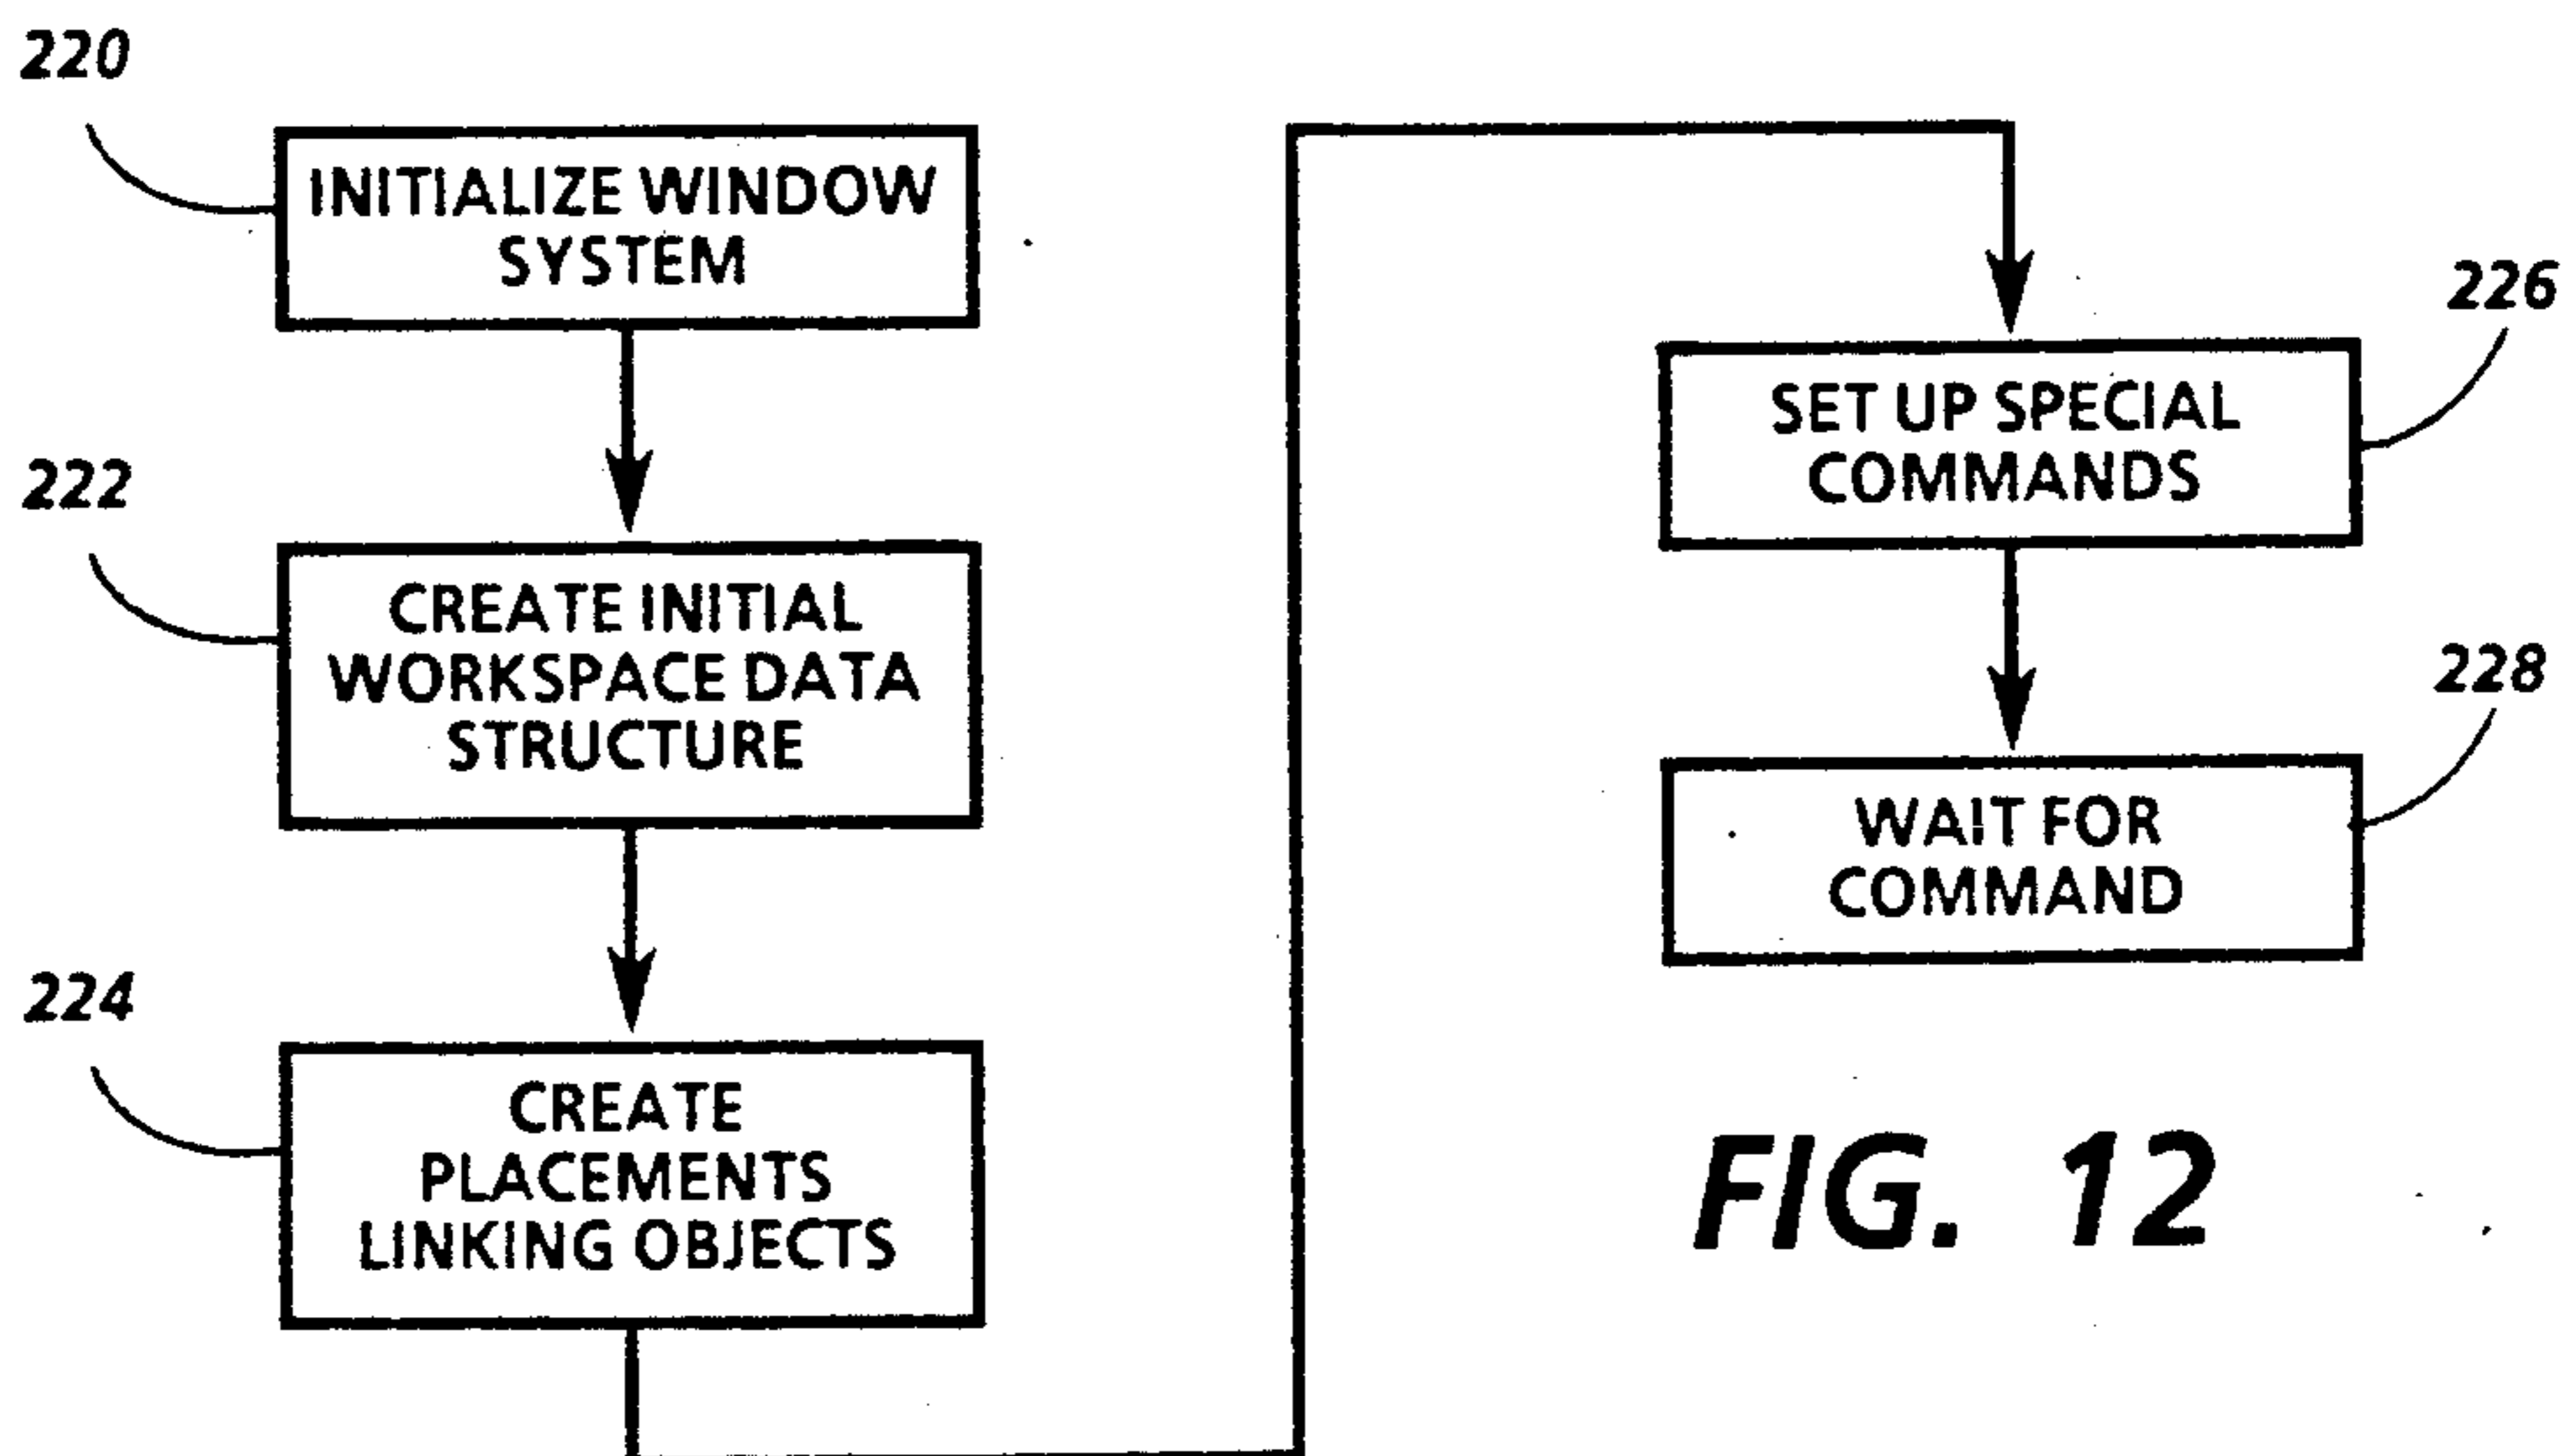 220
INITIALIZE WINDOW
SYSTEM
222
CREATE INITIAL
WORKSPACE DATA
STRUCTURE
224
CREATE
PLACEMENTS
LINKING OBJECTS
226
SET UP SPECIAL
COMMANDS
228
WAIT FOR
COMMAND
FIG. 12